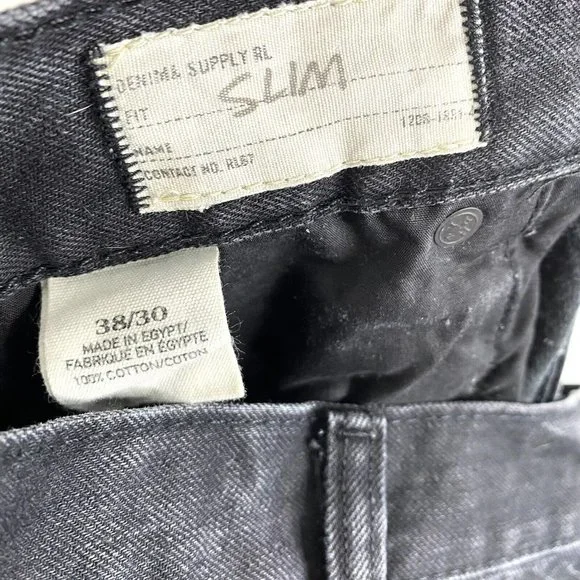 DENIM& SUPPLY RL
FIT SLIM
NAME
CONTACT NO. RL67
38/30
MADE IN EGYPT/
FABRIQUE EN ÉGYPTE
100% COTTON/COTON